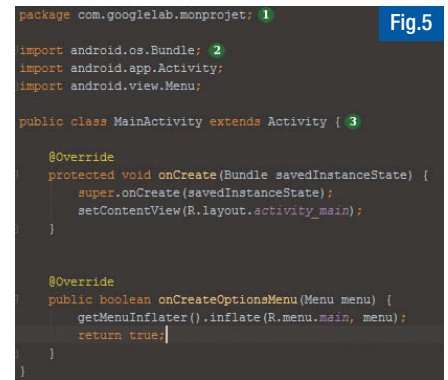 Fig.5
package com.googlelab.monprojet; 1
import android.os.Bundle; 2
import android.app.Activity;
import android.view.Menu;
public class MainActivity extends Activity { 3
@Override
protected void onCreate(Bundle savedInstanceState) {
super.onCreate(savedInstanceState);
setContentView(R.layout.activity_main);
}
@Override
public boolean onCreateOptionsMenu(Menu menu) {
getMenuInflater().inflate(R.menu.main, menu);
return true;
}
}